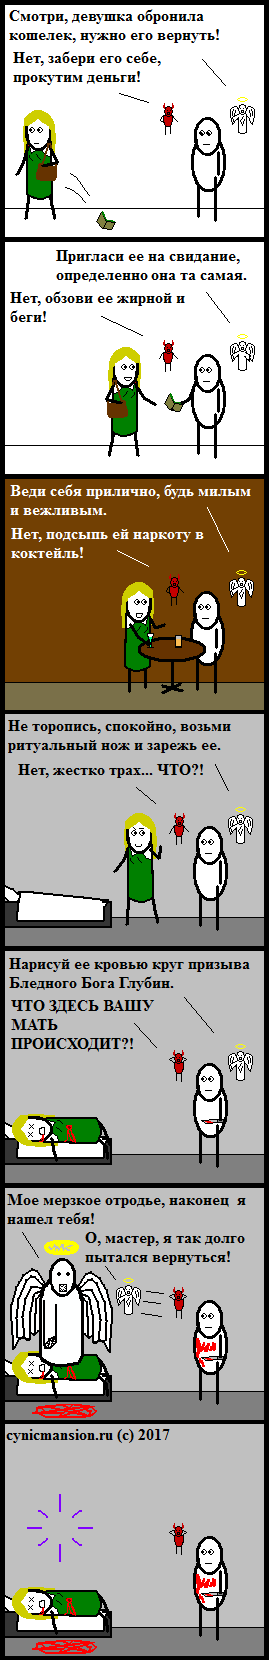 Смотри, девушка обронила
кошелек, нужно его вернуть!
Нет, забери его себе,
прокутим деньги!
Пригласи ее на свидание,
определенно она та самая.
Нет, обзови ее жирной и
беги!
Веди себя прилично, будь милым
и вежливым.
Нет, подсыпь ей наркоту в
коктейль!
Не торопись, спокойно, возьми
ритуальный нож и зарежь ее.
Нет, жестко трах... ЧТО?!
Нарисуй ее кровью круг призыва
Бледного Бога Глубин.
ЧТО ЗДЕСЬ ВАШУ
МАТЬ
ПРОИСХОДИТ?!
Мое мерзкое отродье, наконец я
нашел тебя!
О, мастер, я так долго
пытался вернуться!
cynicmansion.ru (c) 2017